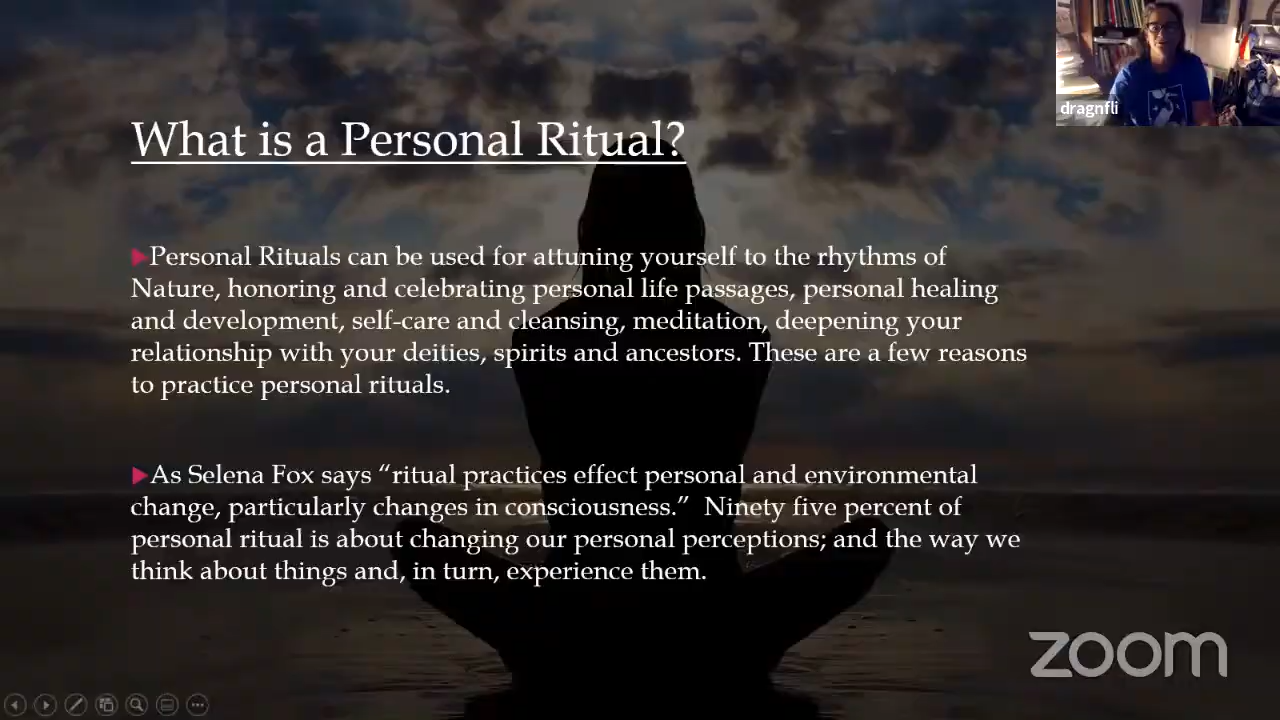 What is a Personal Ritual?
Personal Rituals can be used for attuning yourself to the rhythms of
Nature, honoring and celebrating personal life passages, personal healing
and development, self-care and cleansing, meditation, deepening your
relationship with your deities, spirits and ancestors. These are a few reasons
to practice personal rituals.
As Selena Fox says “ritual practices effect personal and environmental
change, particularly changes in consciousness.” Ninety five percent of
personal ritual is about changing our personal perceptions; and the way we
think about things and, in turn, experience them.
dragnfli
zoom